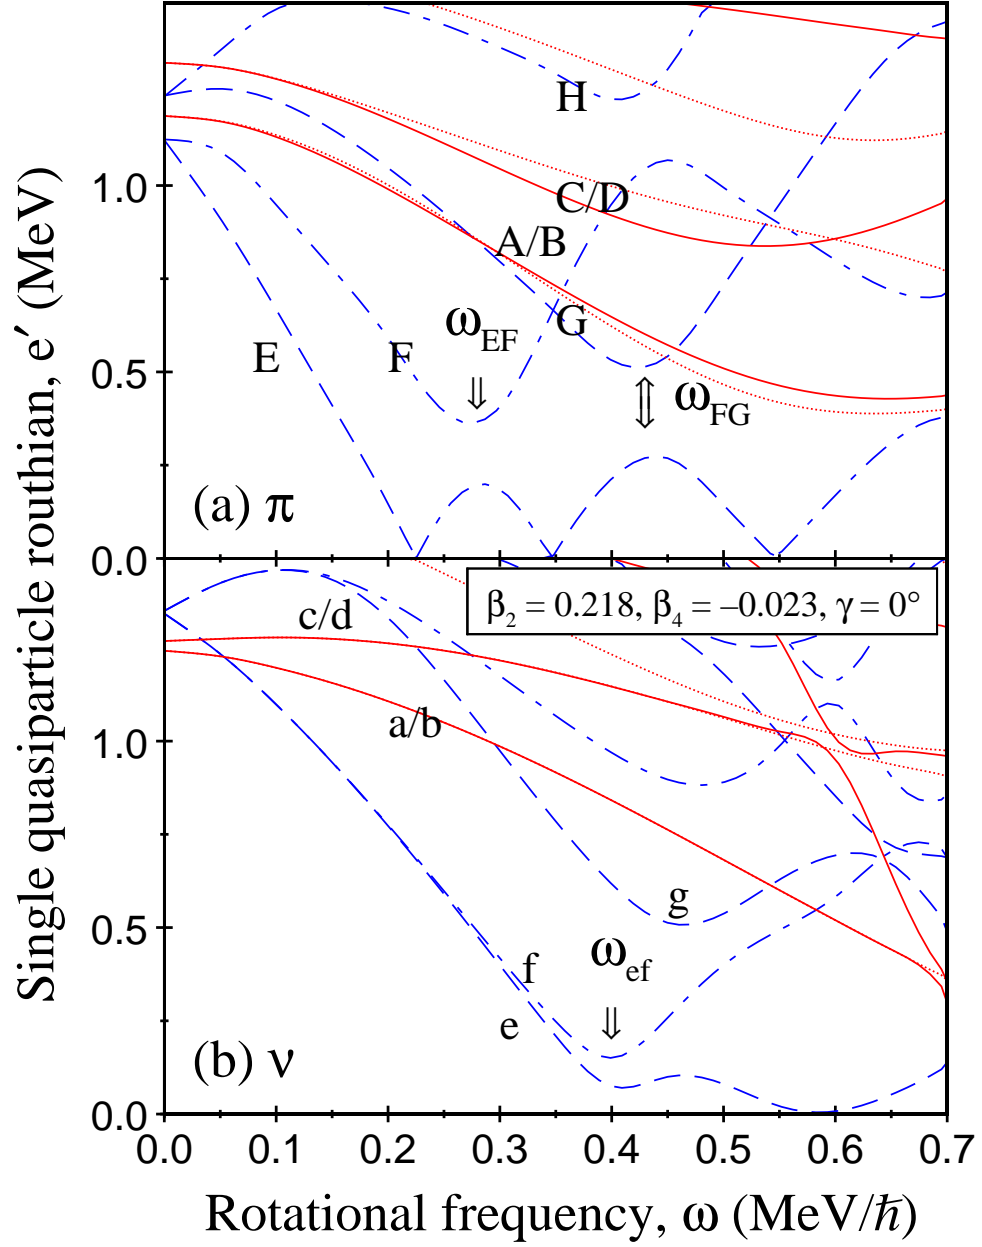 Single quasiparticle routhian, e′ (MeV)
1.0
0.5
0.0
H
C/D
A/B
G
ω_EF
E
F
⇓
⇕ ω_FG
(a) π
β₂ = 0.218, β₄ = –0.023, γ = 0°
c/d
a/b
1.0
0.5
0.0
g
ω_ef
f
e
⇓
(b) ν
0.0 0.1 0.2 0.3 0.4 0.5 0.6 0.7
Rotational frequency, ω (MeV/ℏ)